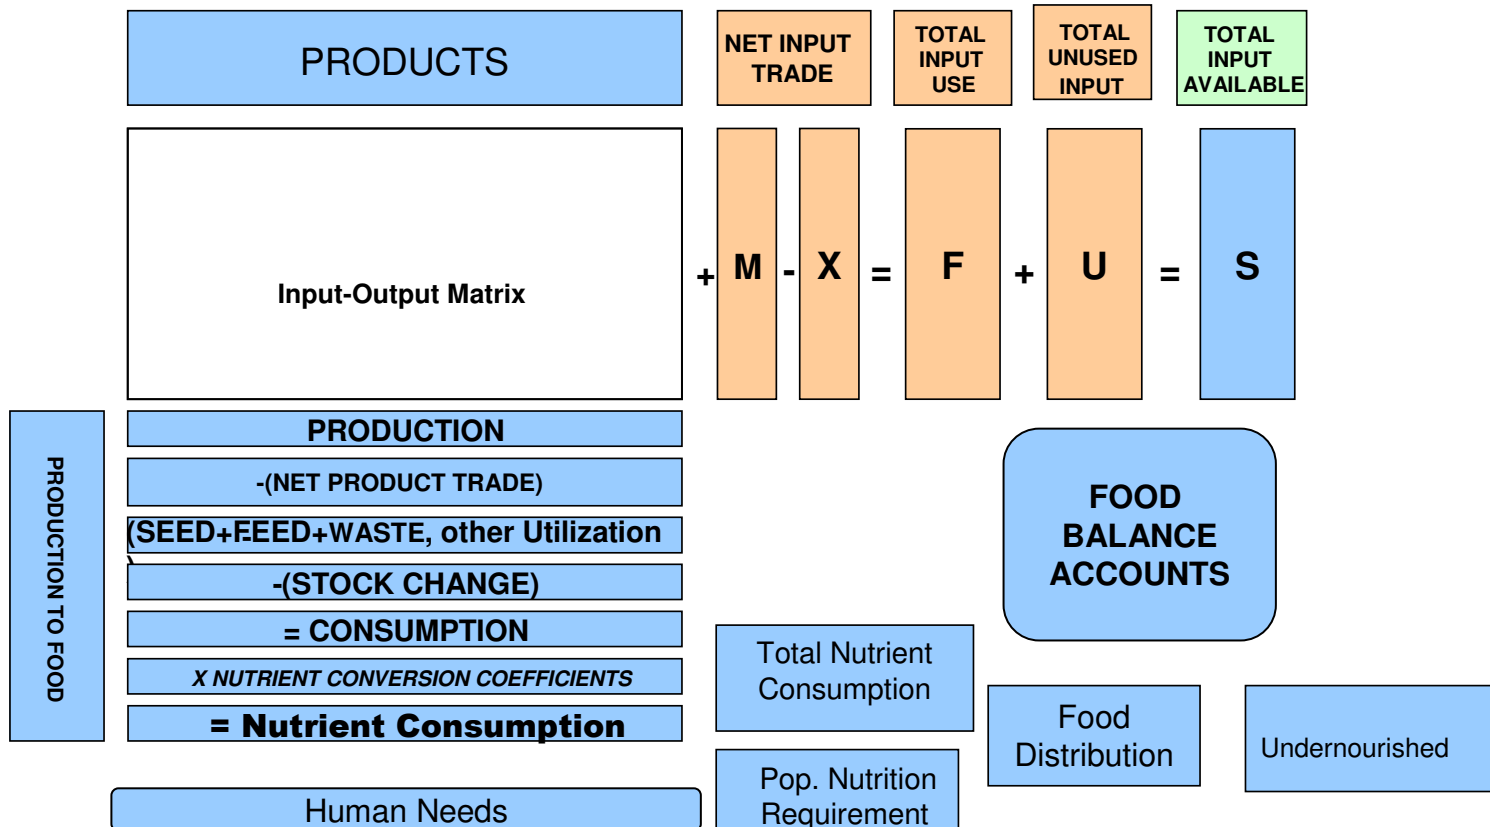 PRODUCTS
NET INPUT
TRADE
TOTAL
INPUT
USE
TOTAL
UNUSED
INPUT
TOTAL
INPUT
AVAILABLE
Input-Output Matrix
+ M - X = F + U = S
PRODUCTION TO FOOD
PRODUCTION
-(NET PRODUCT TRADE)
(SEED+FEED+WASTE, other Utilization
)
-(STOCK CHANGE)
= CONSUMPTION
X NUTRIENT CONVERSION COEFFICIENTS
= Nutrient Consumption
FOOD
BALANCE
ACCOUNTS
Total Nutrient
Consumption
Food
Distribution
Undernourished
Human Needs
Pop. Nutrition
Requirement